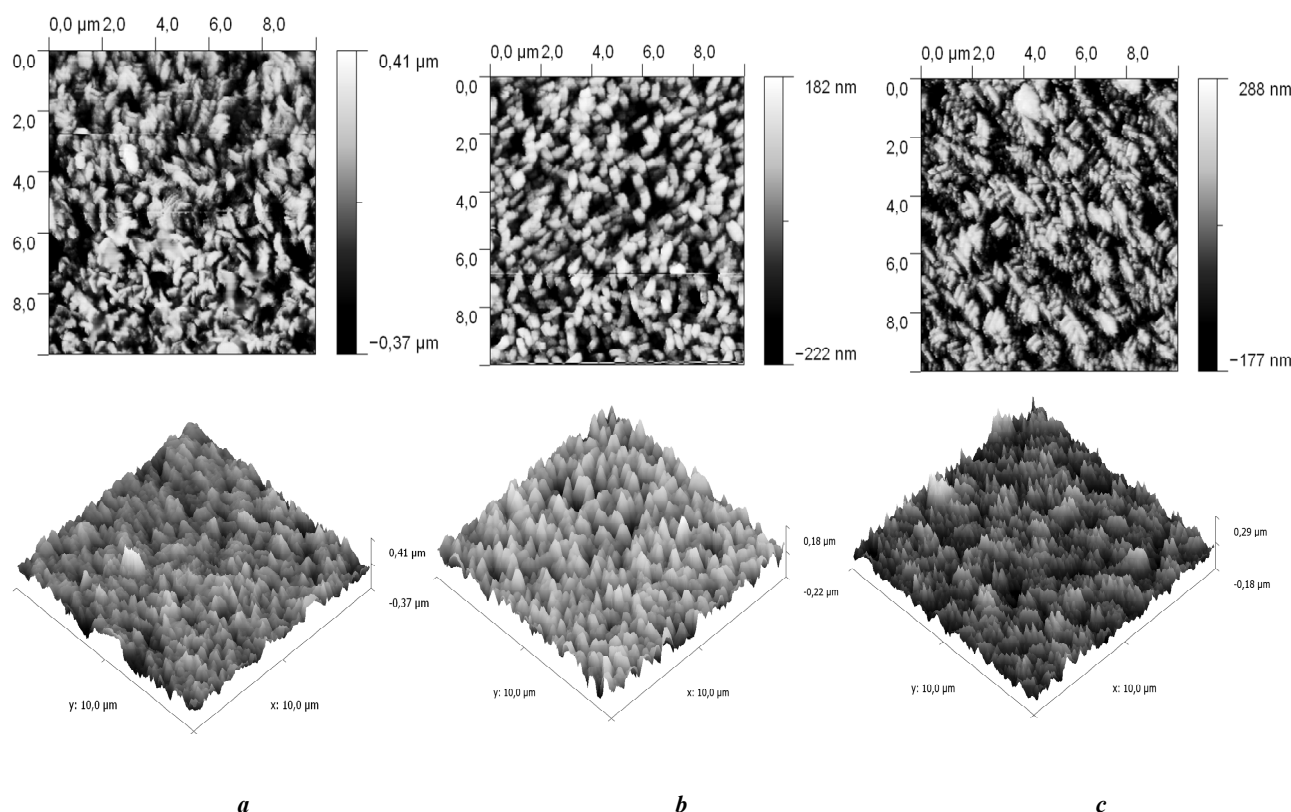 0,0 µm 2,0 4,0 6,0 8,0
0,0
2,0
4,0
6,0
8,0
0,41 µm
−0,37 µm
0,0 µm 2,0 4,0 6,0 8,0
0,0
2,0
4,0
6,0
8,0
182 nm
−222 nm
0,0 µm 2,0 4,0 6,0 8,0
0,0
2,0
4,0
6,0
8,0
288 nm
−177 nm
0,41 µm
-0,37 µm
y: 10,0 µm
x: 10,0 µm
0,18 µm
-0,22 µm
y: 10,0 µm
x: 10,0 µm
0,29 µm
-0,18 µm
y: 10,0 µm
x: 10,0 µm
a
b
c